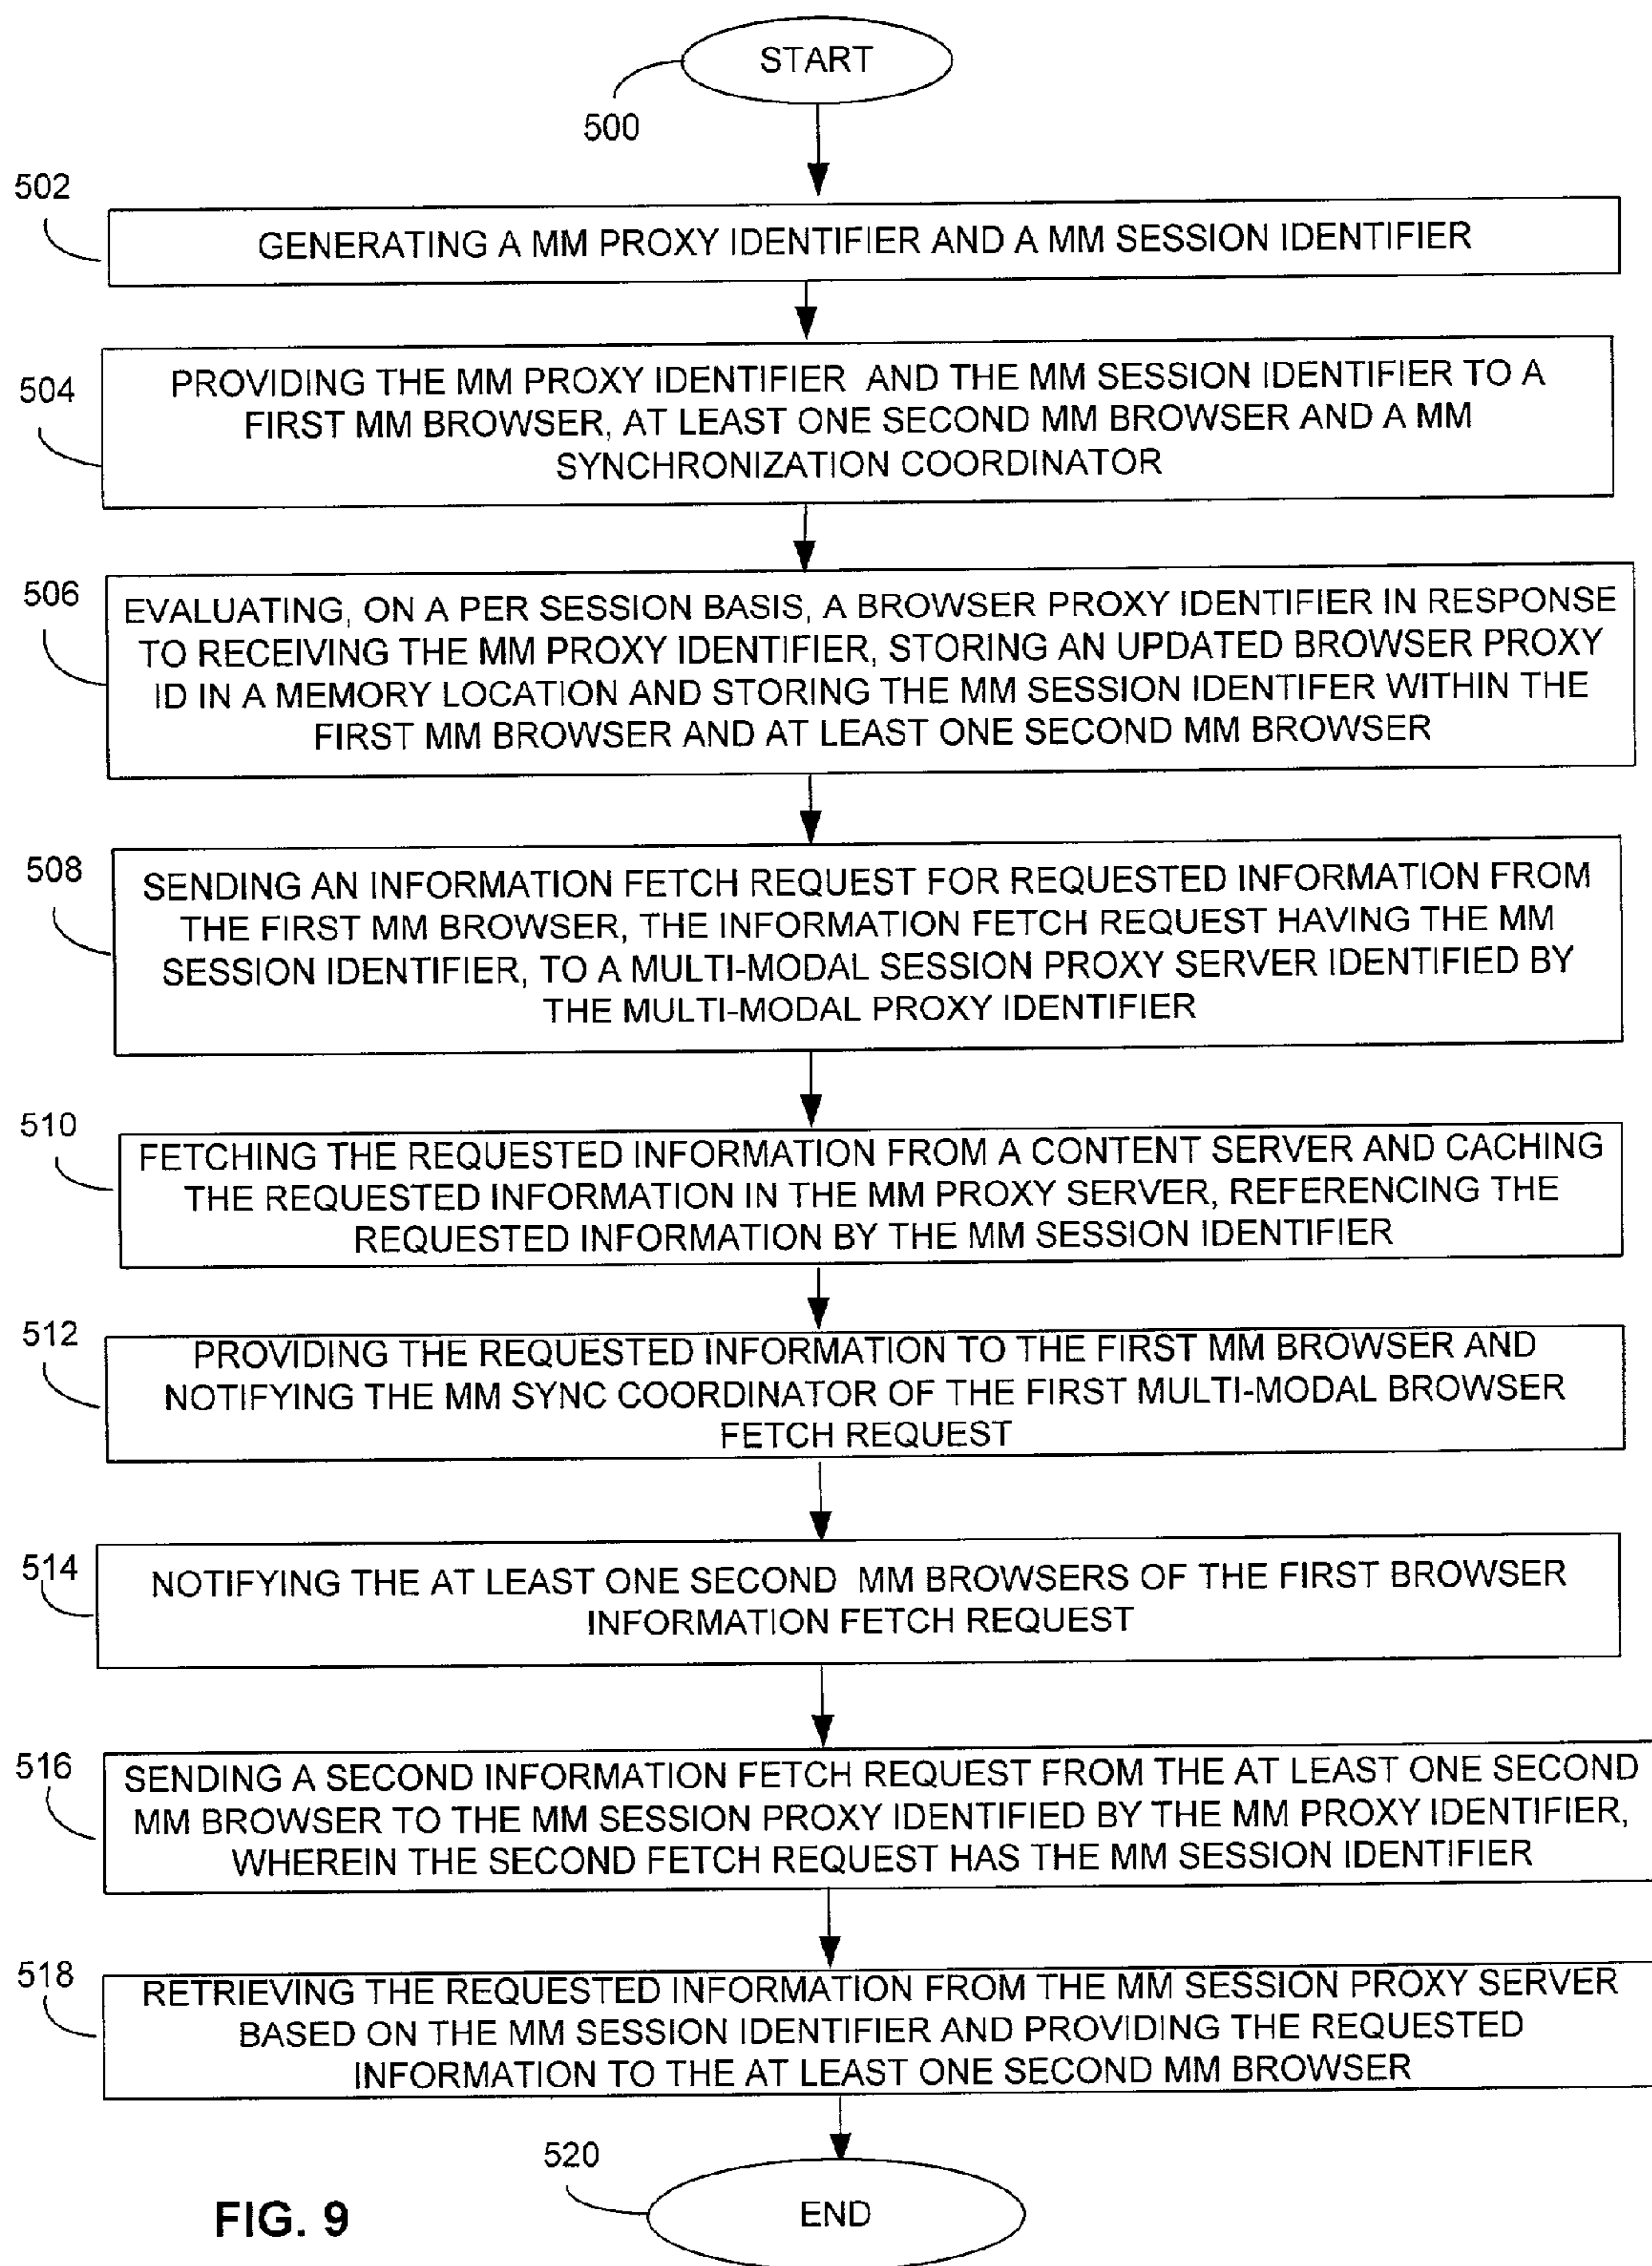 START
500
502
GENERATING A MM PROXY IDENTIFIER AND A MM SESSION IDENTIFIER
504
PROVIDING THE MM PROXY IDENTIFIER AND THE MM SESSION IDENTIFIER TO A
FIRST MM BROWSER, AT LEAST ONE SECOND MM BROWSER AND A MM
SYNCHRONIZATION COORDINATOR
506
EVALUATING, ON A PER SESSION BASIS, A BROWSER PROXY IDENTIFIER IN RESPONSE
TO RECEIVING THE MM PROXY IDENTIFIER, STORING AN UPDATED BROWSER PROXY
ID IN A MEMORY LOCATION AND STORING THE MM SESSION IDENTIFER WITHIN THE
FIRST MM BROWSER AND AT LEAST ONE SECOND MM BROWSER
508
SENDING AN INFORMATION FETCH REQUEST FOR REQUESTED INFORMATION FROM
THE FIRST MM BROWSER, THE INFORMATION FETCH REQUEST HAVING THE MM
SESSION IDENTIFIER, TO A MULTI-MODAL SESSION PROXY SERVER IDENTIFIED BY
THE MULTI-MODAL PROXY IDENTIFIER
510
FETCHING THE REQUESTED INFORMATION FROM A CONTENT SERVER AND CACHING
THE REQUESTED INFORMATION IN THE MM PROXY SERVER, REFERENCING THE
REQUESTED INFORMATION BY THE MM SESSION IDENTIFIER
512
PROVIDING THE REQUESTED INFORMATION TO THE FIRST MM BROWSER AND
NOTIFYING THE MM SYNC COORDINATOR OF THE FIRST MULTI-MODAL BROWSER
FETCH REQUEST
514
NOTIFYING THE AT LEAST ONE SECOND MM BROWSERS OF THE FIRST BROWSER
INFORMATION FETCH REQUEST
516
SENDING A SECOND INFORMATION FETCH REQUEST FROM THE AT LEAST ONE SECOND
MM BROWSER TO THE MM SESSION PROXY IDENTIFIED BY THE MM PROXY IDENTIFIER,
WHEREIN THE SECOND FETCH REQUEST HAS THE MM SESSION IDENTIFIER
518
RETRIEVING THE REQUESTED INFORMATION FROM THE MM SESSION PROXY SERVER
BASED ON THE MM SESSION IDENTIFIER AND PROVIDING THE REQUESTED
INFORMATION TO THE AT LEAST ONE SECOND MM BROWSER
520
END
FIG. 9